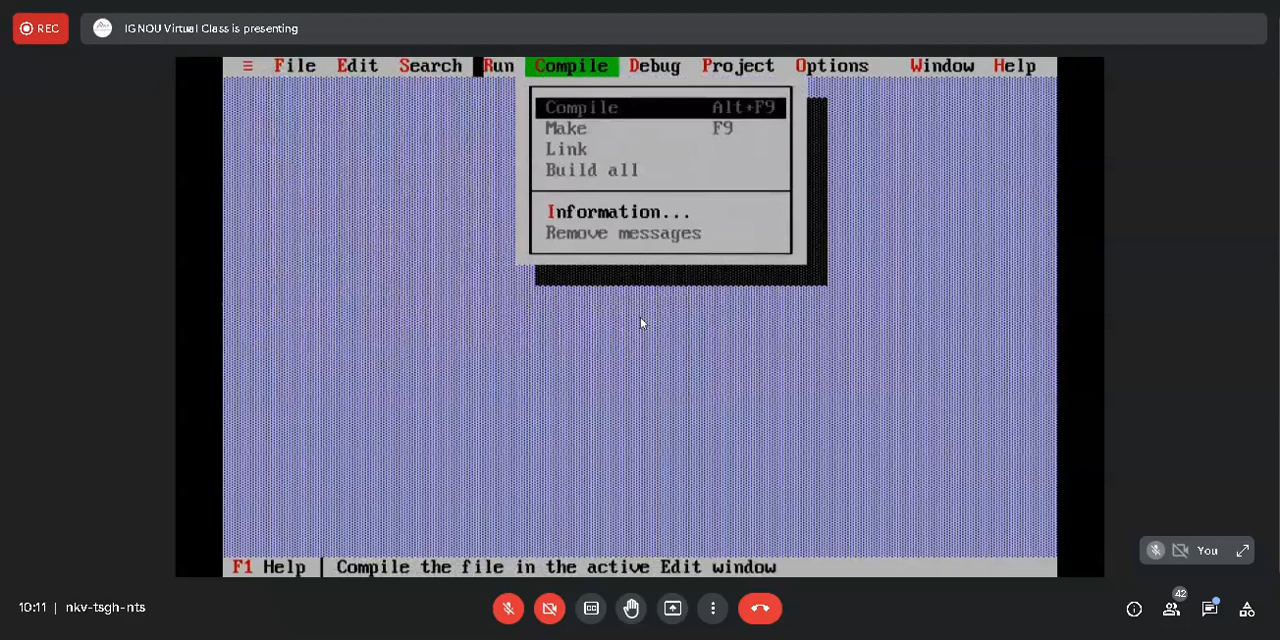 REC
IGNOU Virtual Class is presenting
≡ File Edit Search Run Compile Debug Project Options Window Help
Compile Alt+F9
Make F9
Link
Build all
Information...
Remove messages
F1 Help | Compile the file in the active Edit window
You
10:11 | nkv-tsgh-nts
42